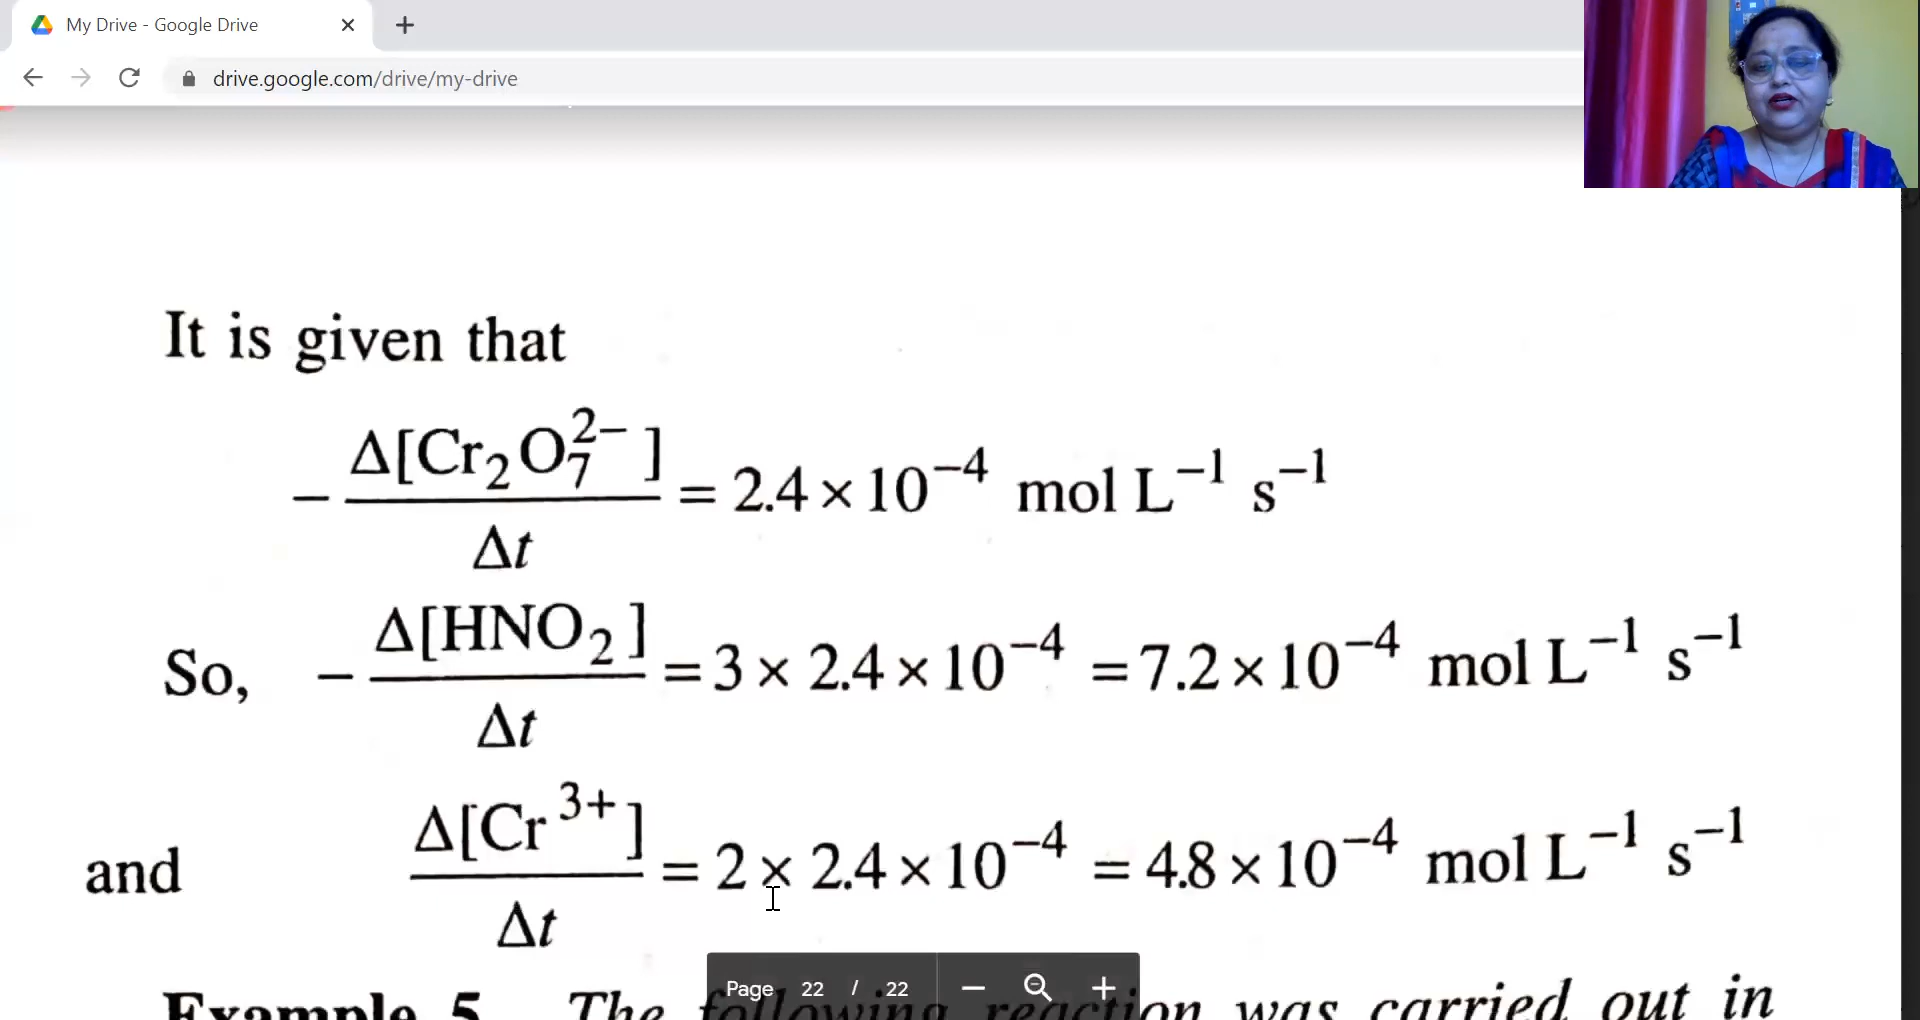 My Drive - Google Drive
drive.google.com/drive/my-drive
It is given that
− Δ[Cr₂O₇²⁻] / Δt = 2.4 × 10⁻⁴ mol L⁻¹ s⁻¹
So, − Δ[HNO₂] / Δt = 3 × 2.4 × 10⁻⁴ = 7.2 × 10⁻⁴ mol L⁻¹ s⁻¹
and Δ[Cr³⁺] / Δt = 2 × 2.4 × 10⁻⁴ = 4.8 × 10⁻⁴ mol L⁻¹ s⁻¹
Page 22 / 22
Example 5 The following reaction was carried out in